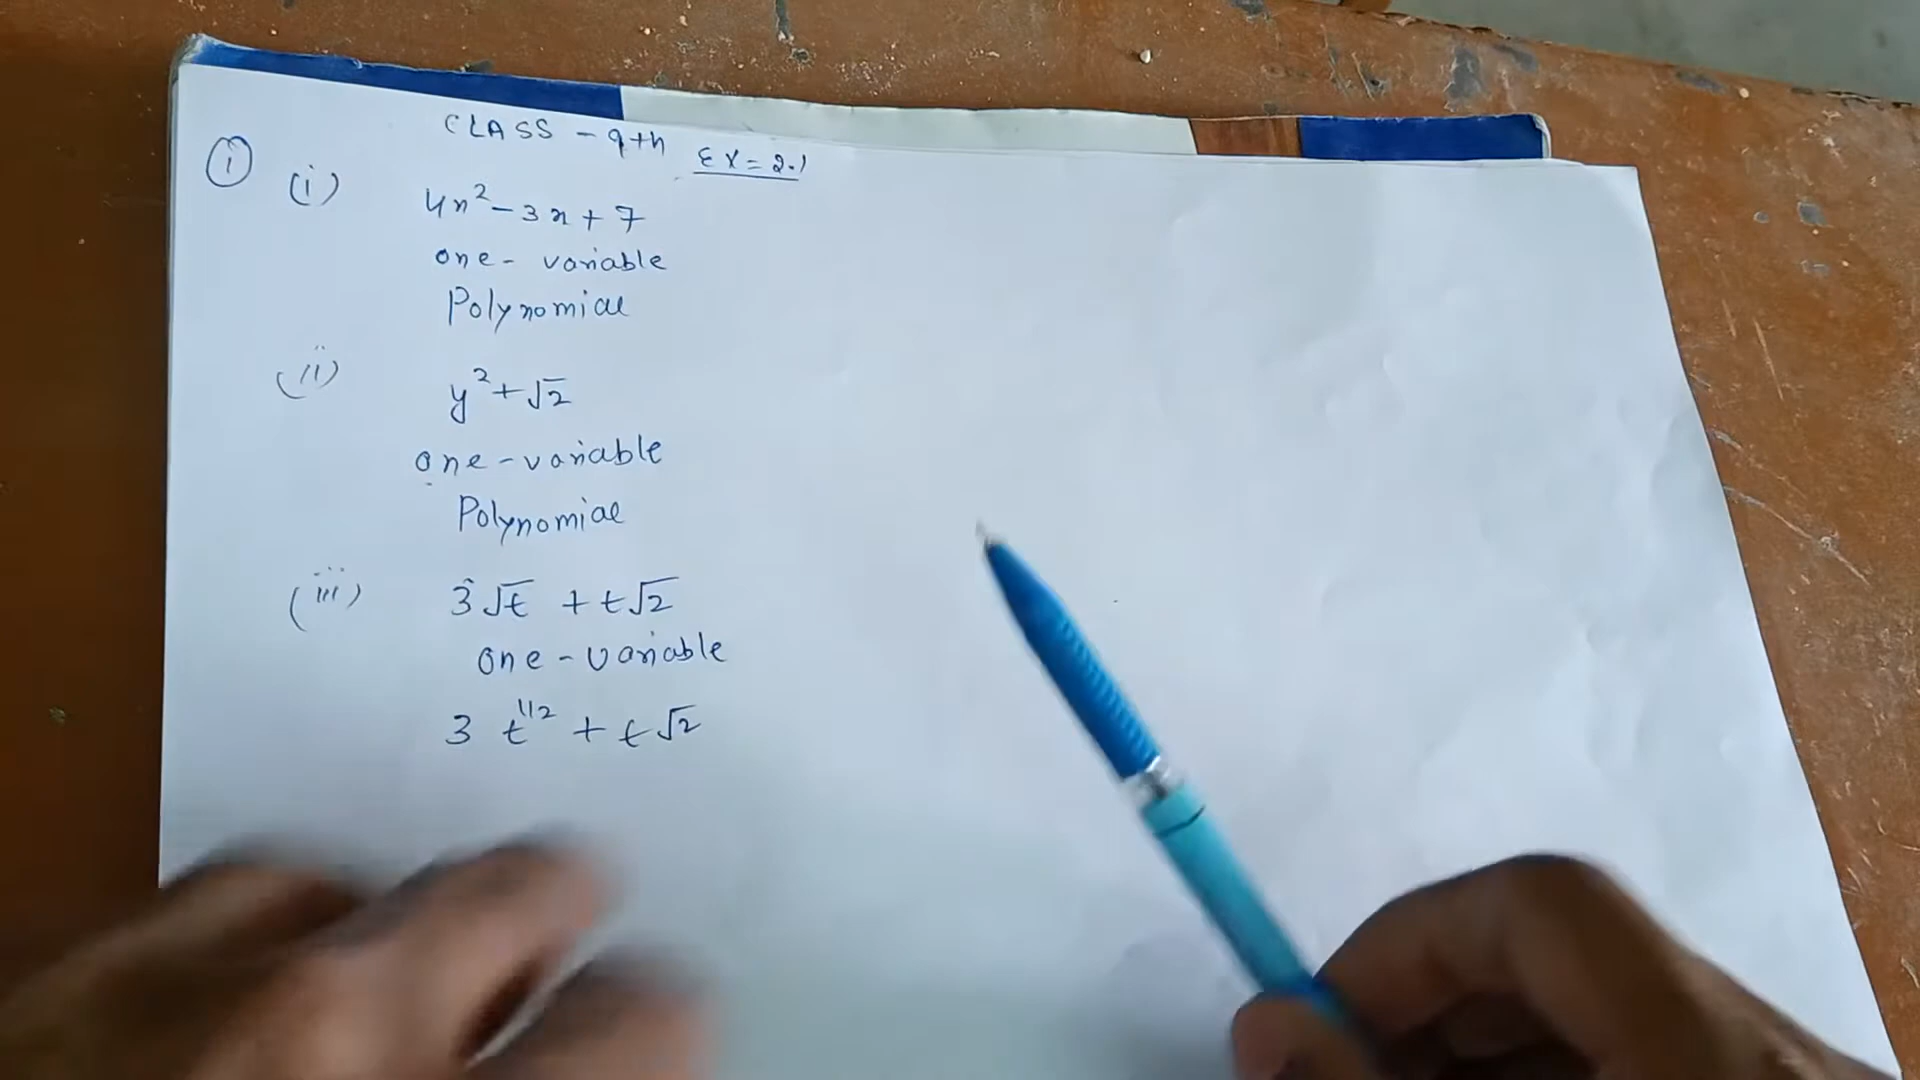 CLASS - 9th
EX = 2.1
① (i) 4x² - 3x + 7
one - variable
Polynomial
(ii) y² + √2
one - variable
Polynomial
(iii) 3√t + t√2
one - variable
3 t^1/2 + t√2